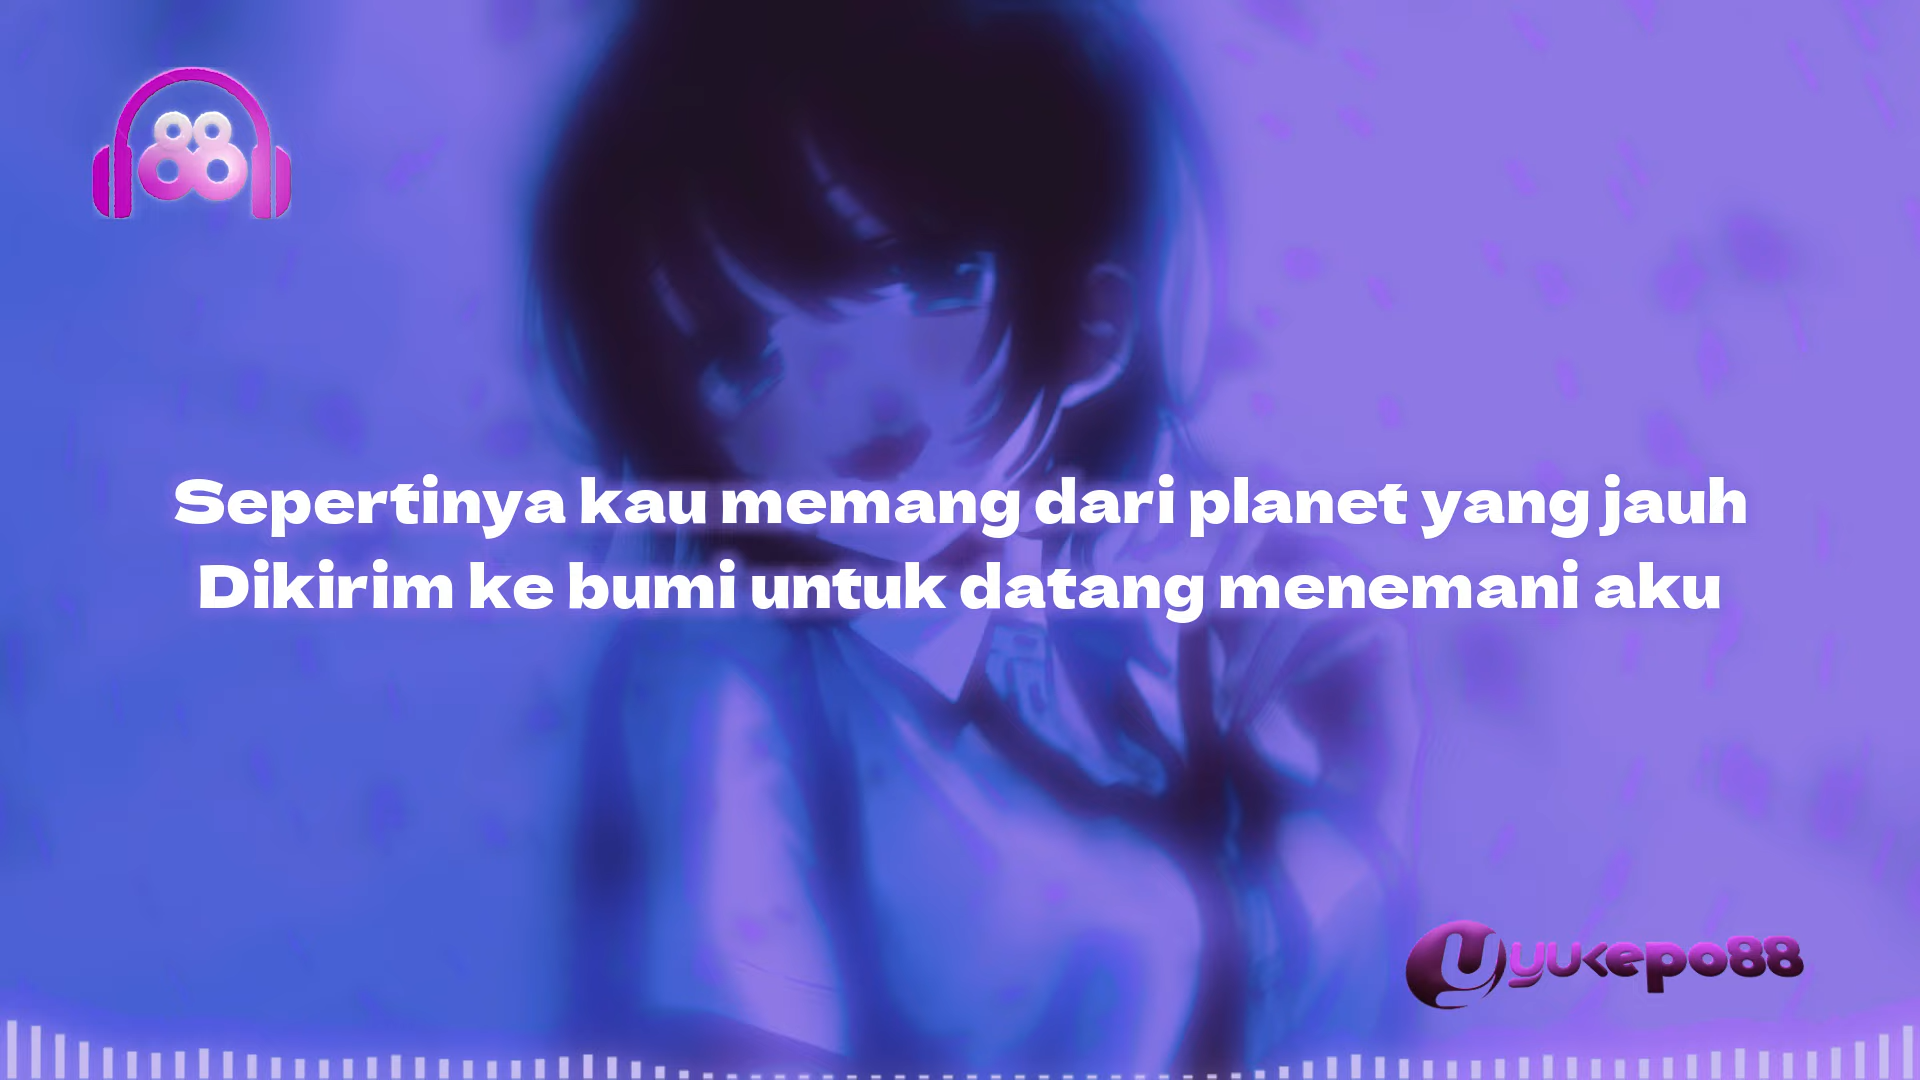 88
Sepertinya kau memang dari planet yang jauh
Dikirim ke bumi untuk datang menemani aku
yukepo88